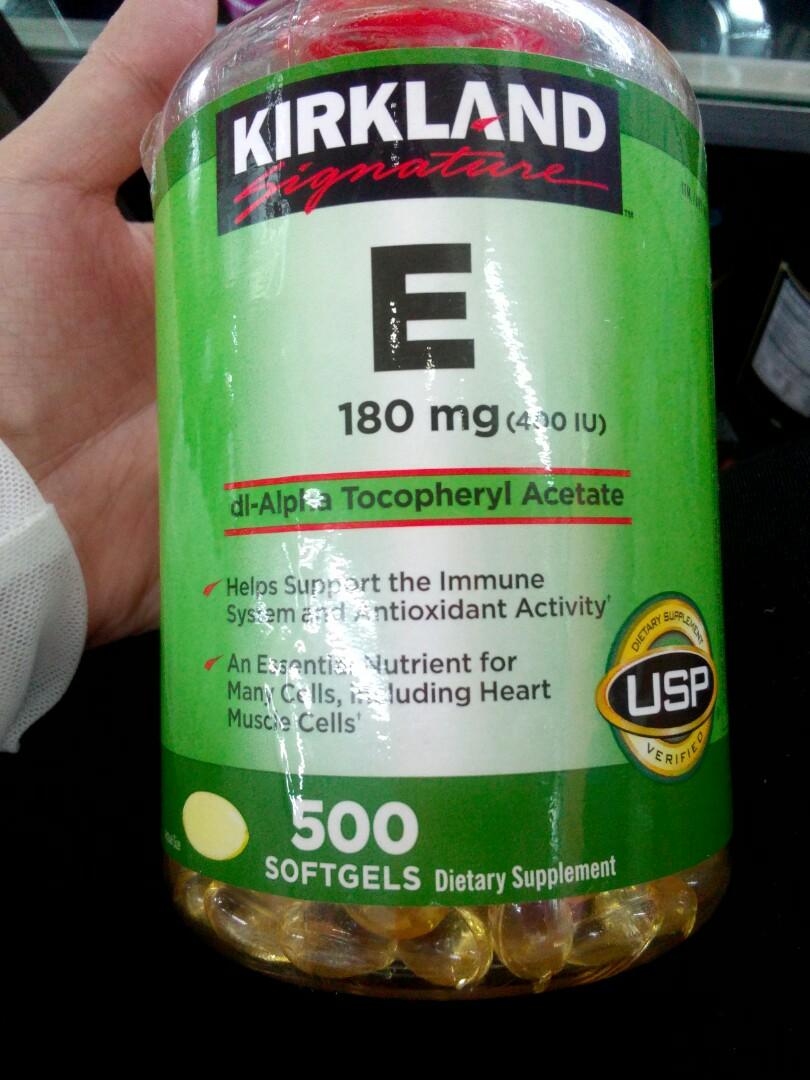 KIRKLAND
Signature™
E
180 mg (400 IU)
dl-Alpha Tocopheryl Acetate
Helps Support the Immune
System and Antioxidant Activity†
An Essential Nutrient for
Many Cells, Including Heart
Muscle Cells†
DIETARY SUPPLEMENT
USP
VERIFIED
500
SOFTGELS Dietary Supplement